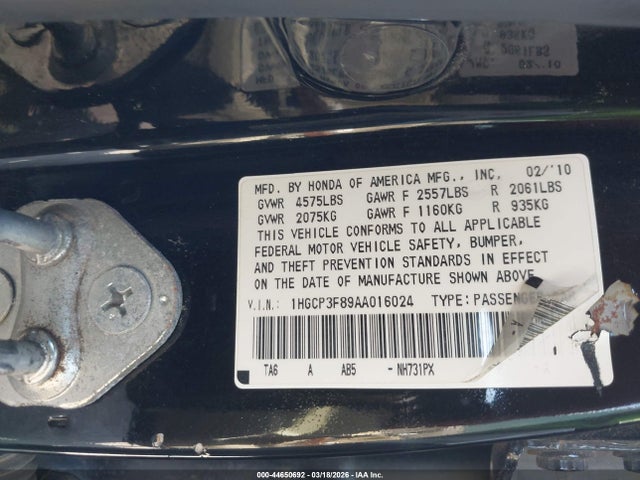 MFD. BY HONDA OF AMERICA MFG., INC. 02/'10
GVWR 4575LBS GAWR F 2557LBS R 2061LBS
GVWR 2075KG GAWR F 1160KG R 935KG
THIS VEHICLE CONFORMS TO ALL APPLICABLE
FEDERAL MOTOR VEHICLE SAFETY, BUMPER,
AND THEFT PREVENTION STANDARDS IN EFFECT
ON THE DATE OF MANUFACTURE SHOWN ABOVE.
V.I.N.: 1HGCP3F89AA016024 TYPE:
TA6 A AB5 -NH731PX
000-44650692 - 03/18/2026 - IAA Inc.